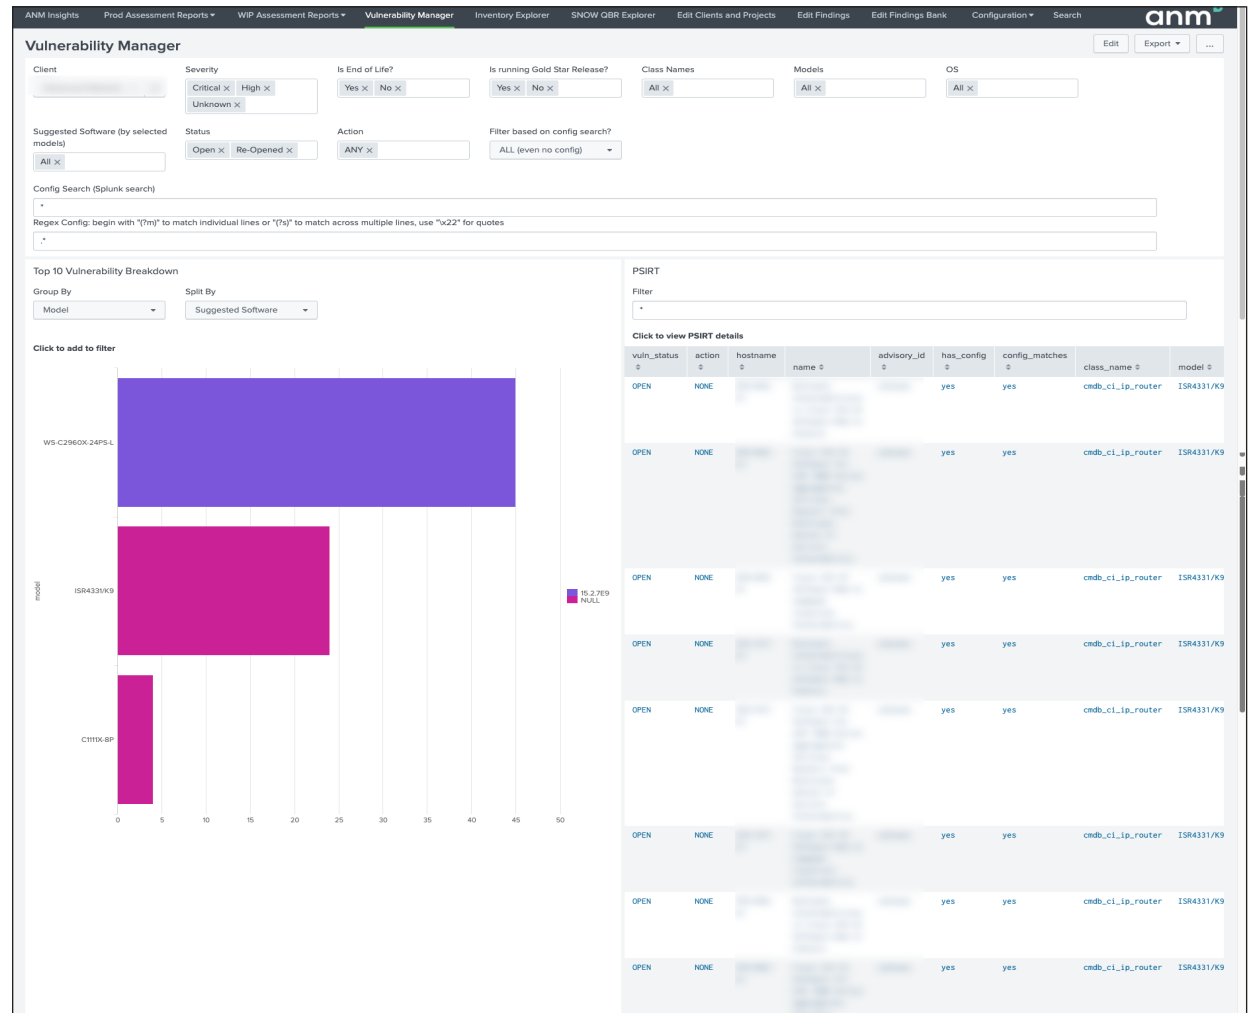 ANM Insights Prod Assessment Reports WIP Assessment Reports Vulnerability Manager Inventory Explorer SNOW QBR Explorer Edit Clients and Projects Edit Findings Edit Findings Bank Configuration Search anm
Vulnerability Manager Edit Export ...
Client Severity Is End of Life? Is running Gold Star Release? Class Names Models OS
Critical × High × Yes × No × Yes × No × All × All × All ×
Unknown ×
Suggested Software (by selected Status Action Filter based on config search?
models)
Open × Re-Opened × ANY × ALL (even no config)
All ×
Config Search (Splunk search)
*
Regex Config: begin with "(?m)" to match individual lines or "(?s)" to match across multiple lines, use "\x22" for quotes
.*
Top 10 Vulnerability Breakdown
Group By Split By
Model Suggested Software
Click to add to filter
WS-C2960X-24PS-L
ISR4331/K9
C1111X-8P
model
0 5 10 15 20 25 30 35 40 45 50
15.2.7E9
NULL
PSIRT
Filter
*
Click to view PSIRT details
vuln_status action hostname name advisory_id has_config config_matches class_name model
OPEN NONE yes yes cmdb_ci_ip_router ISR4331/K9
OPEN NONE yes yes cmdb_ci_ip_router ISR4331/K9
OPEN NONE yes yes cmdb_ci_ip_router ISR4331/K9
OPEN NONE yes yes cmdb_ci_ip_router ISR4331/K9
OPEN NONE yes yes cmdb_ci_ip_router ISR4331/K9
OPEN NONE yes yes cmdb_ci_ip_router ISR4331/K9
OPEN NONE yes yes cmdb_ci_ip_router ISR4331/K9
OPEN NONE yes yes cmdb_ci_ip_router ISR4331/K9